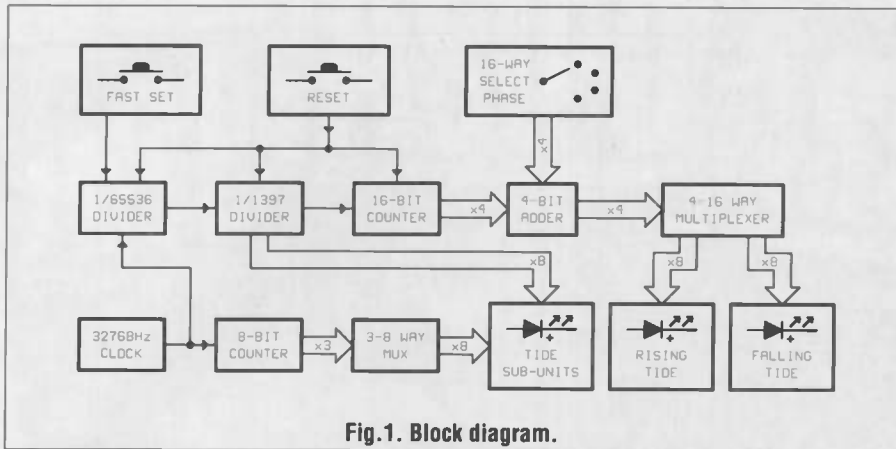 FAST SET
RESET
16-WAY
SELECT
PHASE
x4
1/65536
DIVIDER
1/1397
DIVIDER
16-BIT
COUNTER
x4
4-BIT
ADDER
x4
4-16 WAY
MULTIPLEXER
x8
x8
x8
32768Hz
CLOCK
8-BIT
COUNTER
x3
3-8 WAY
MUX
x8
TIDE
SUB-UNITS
RISING
TIDE
FALLING
TIDE
Fig.1. Block diagram.